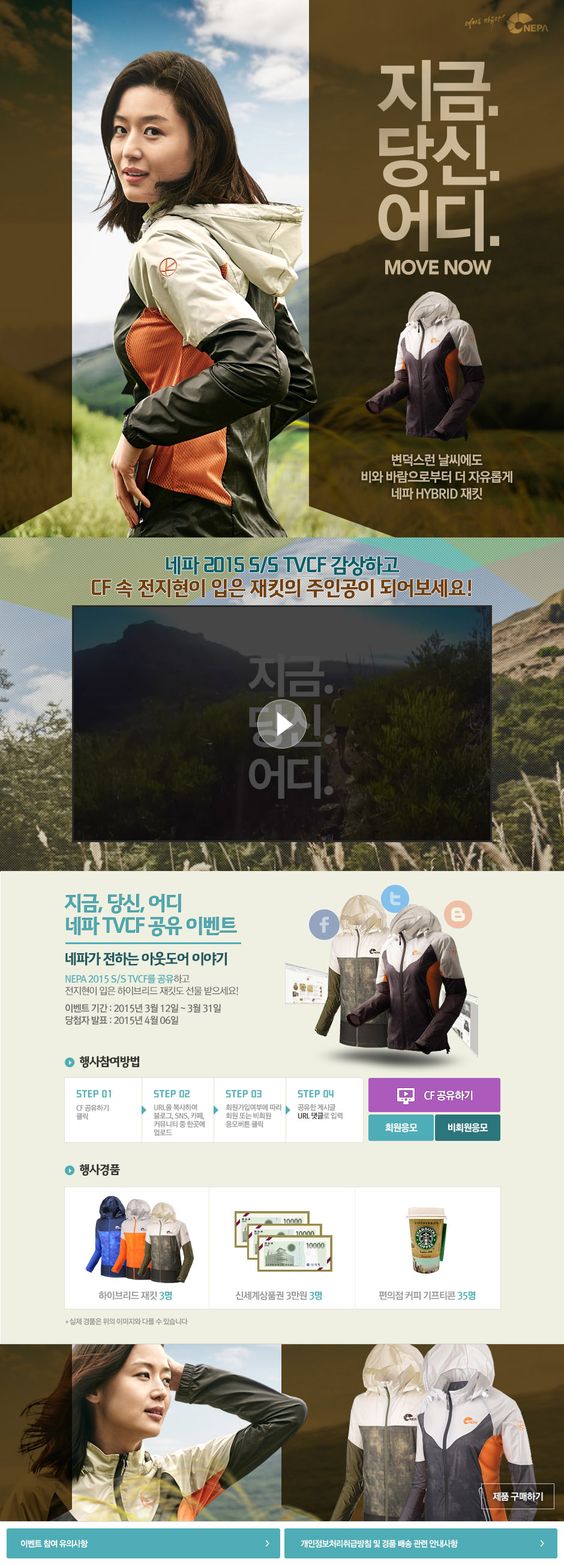 NEPA
지금.
당신.
어디.
MOVE NOW
변덕스런 날씨에도
비와 바람으로부터 더 자유롭게
네파 HYBRID 재킷
네파 2015 S/S TVCF 감상하고
CF 속 전지현이 입은 재킷의 주인공이 되어보세요!
지금.
당신.
어디.
지금, 당신, 어디
네파 TVCF 공유 이벤트
네파가 전하는 아웃도어 이야기
NEPA 2015 S/S TVCF를 공유하고
전지현이 입은 하이브리드 재킷도 선물 받으세요!
이벤트 기간 : 2015년 3월 12일 ~ 3월 31일
당첨자 발표 : 2015년 04월 06일
행사참여방법
STEP 01
CF 공유하기
클릭
STEP 02
URL을 복사하여
블로그, SNS, 카페,
커뮤니티 중 한곳에
업로드
STEP 03
회원가입여부에 따라
회원 또는 비회원
응모버튼 클릭
STEP 04
공유한 게시글
URL 댓글로 입력
CF 공유하기
회원응모
비회원응모
행사경품
10000
10000
10000
하이브리드 재킷 3명
신세계상품권 3만원 3명
편의점 커피 기프티콘 35명
* 실제 경품은 위의 이미지와 다를 수 있습니다
NEPA
제품 구매하기
이벤트 참여 유의사항
개인정보처리취급방침 및 경품 배송 관련 안내사항